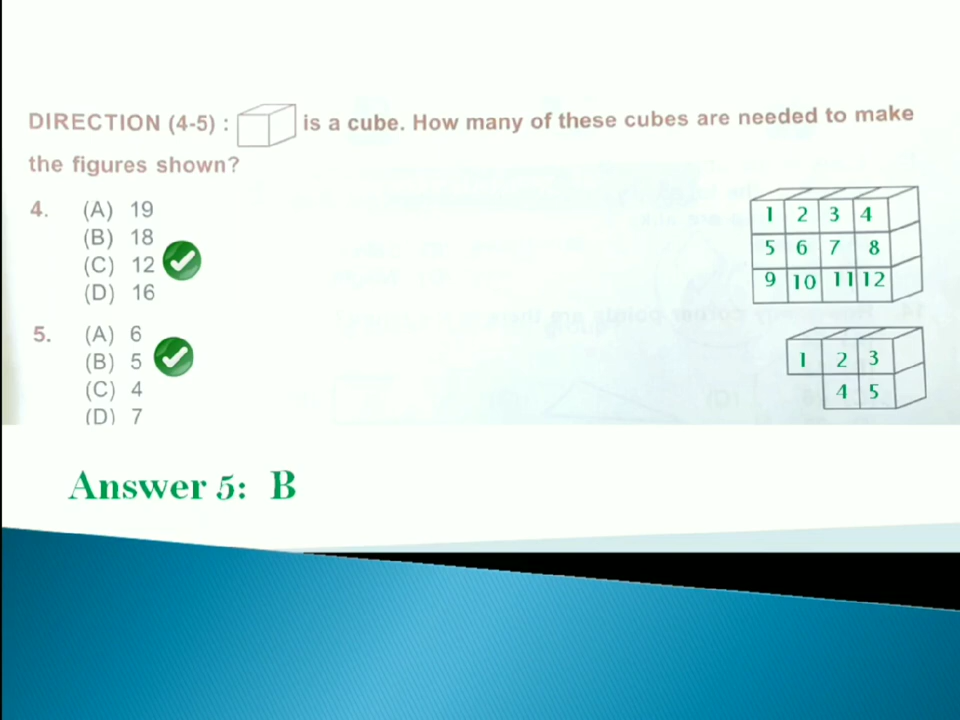 DIRECTION (4-5) : is a cube. How many of these cubes are needed to make
the figures shown?
4. (A) 19
(B) 18
(C) 12
(D) 16
1 2 3 4
5 6 7 8
9 10 11 12
5. (A) 6
(B) 5
(C) 4
(D) 7
1 2 3
4 5
Answer 5: B